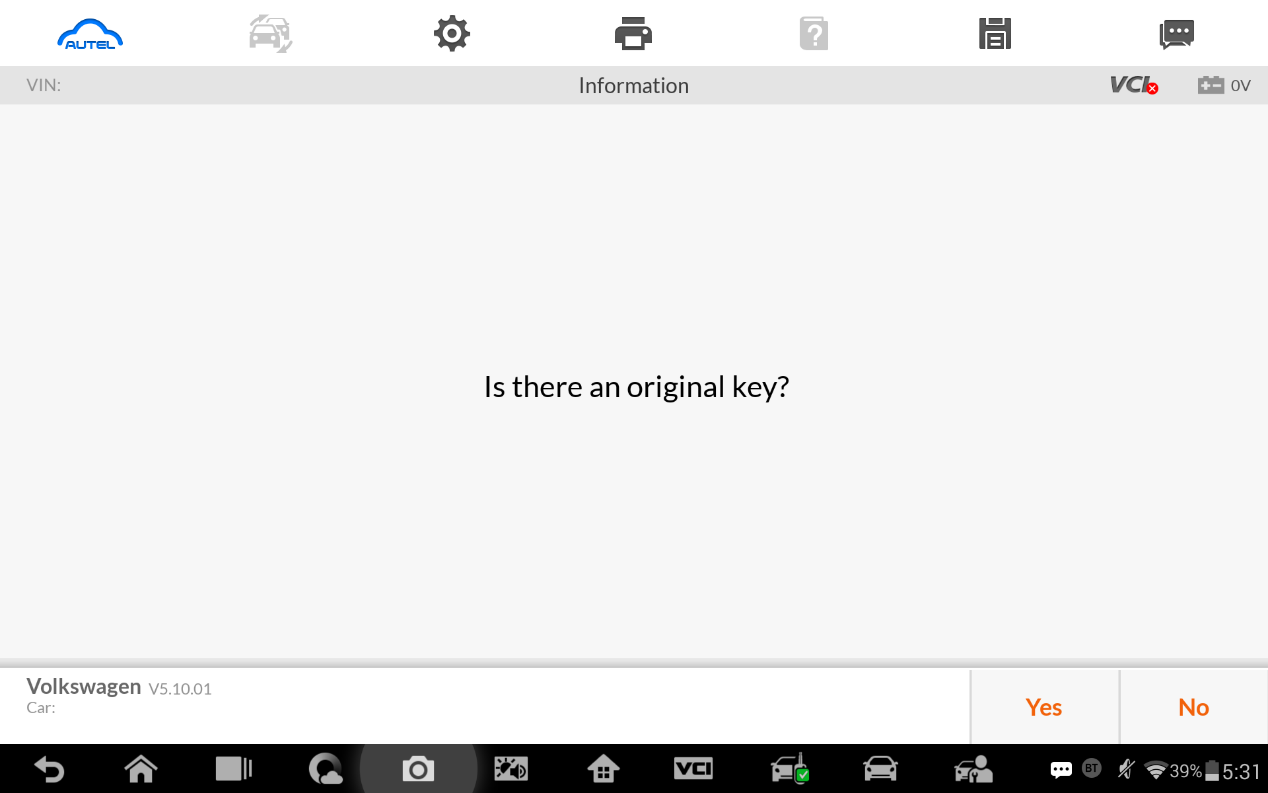 AUTEL
VIN:
Information
VCI
0V
Is there an original key?
Volkswagen V5.10.01
Car:
Yes
No
VCI
BT
39%
5:31